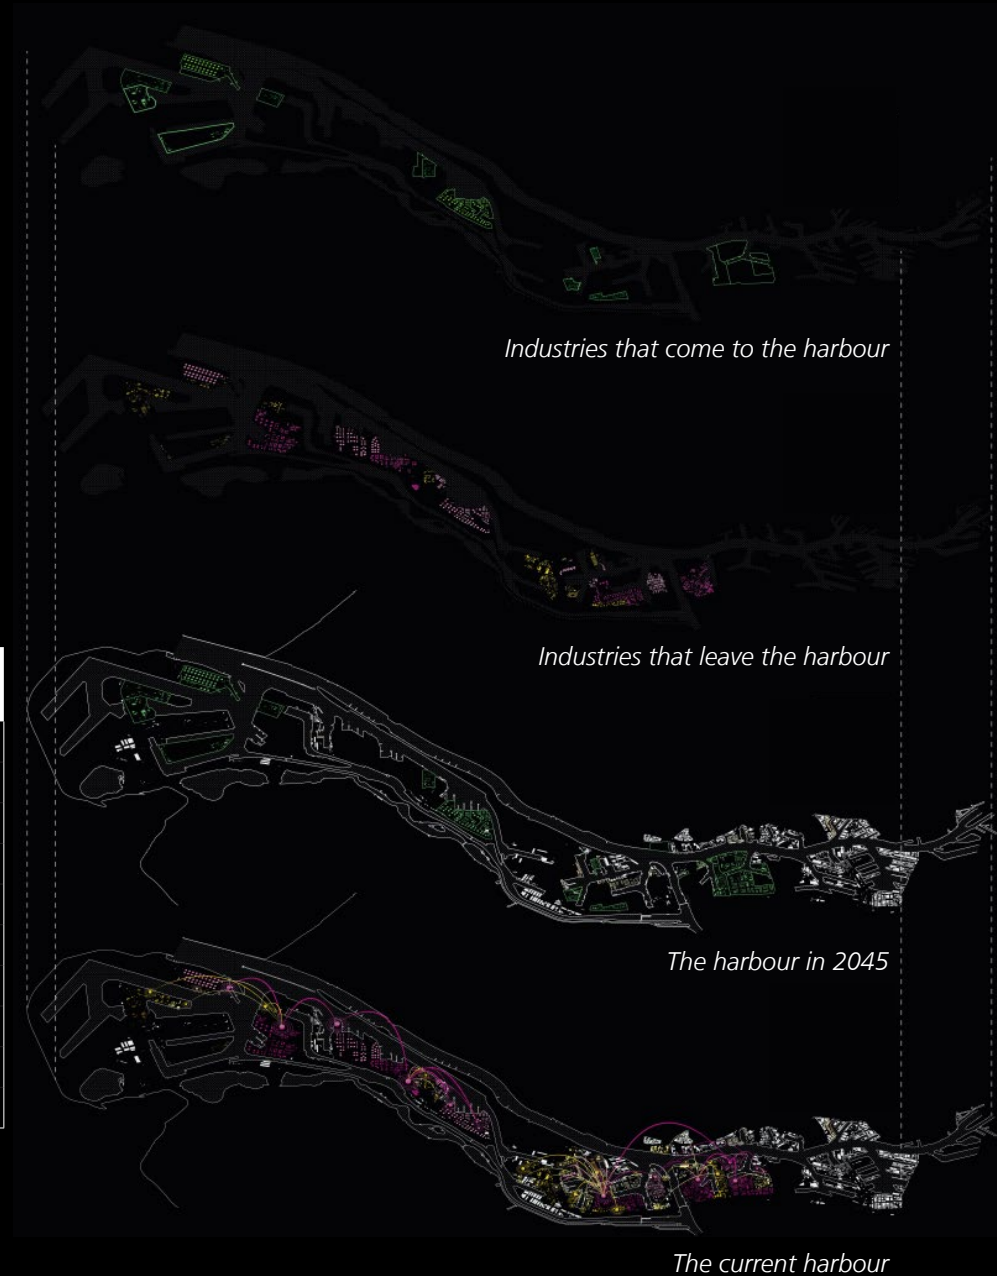 Industries that come to the harbour
Industries that leave the harbour
The harbour in 2045
The current harbour